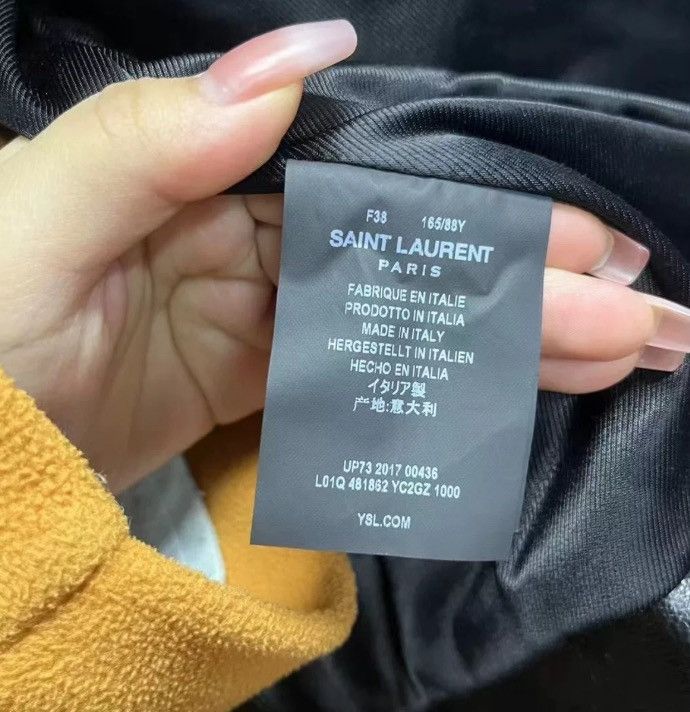 F38 165/88Y
SAINT LAURENT
PARIS
FABRIQUE EN ITALIE
PRODOTTO IN ITALIA
MADE IN ITALY
HERGESTELLT IN ITALIEN
HECHO EN ITALIA
イタリア製
产地:意大利
UP73 2017 00436
L01Q 481862 YC2GZ 1000
YSL.COM